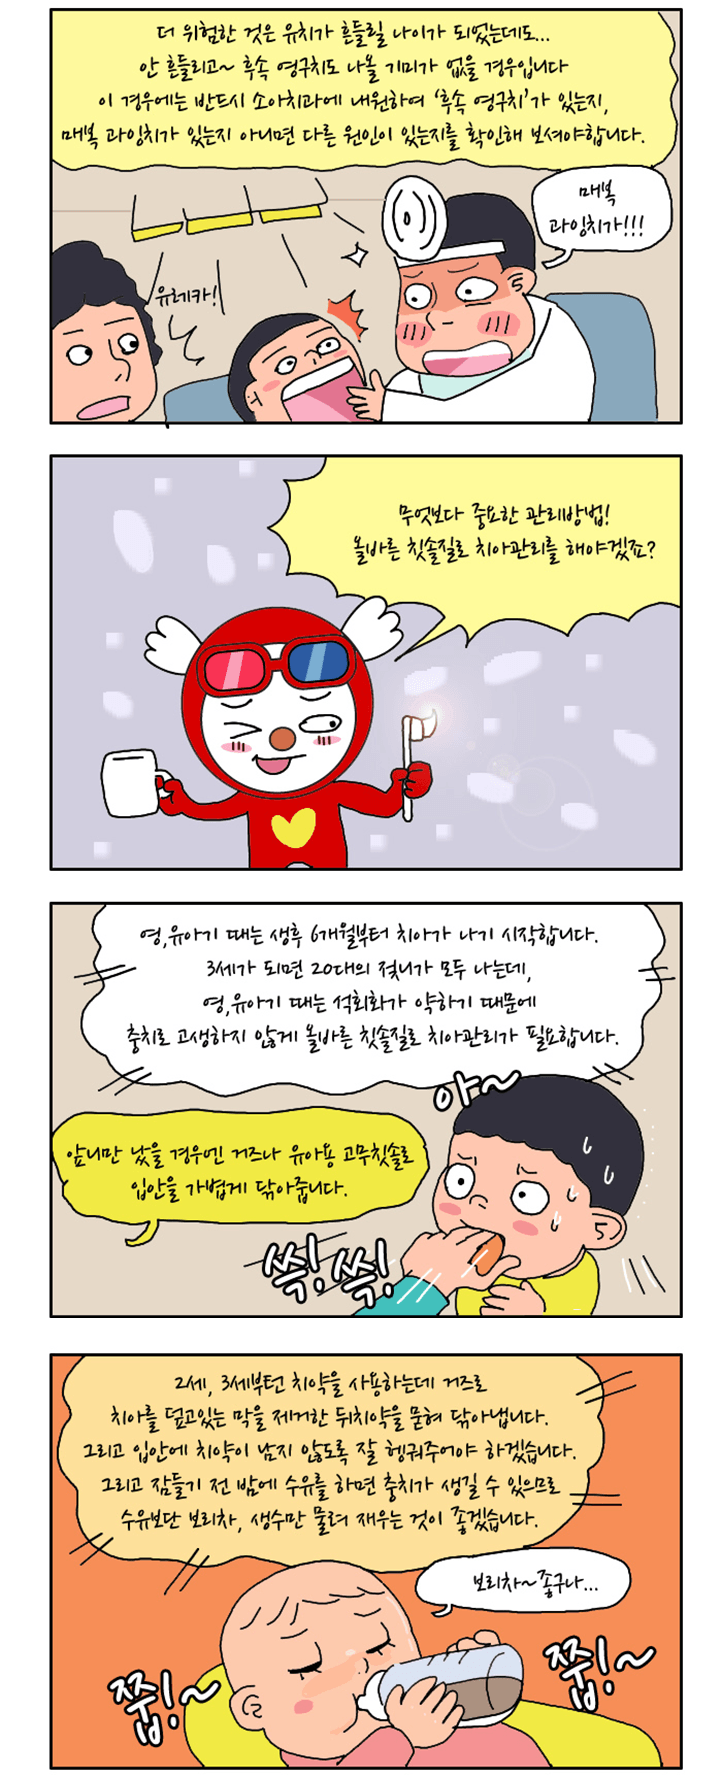 더 위험한 것은 유치가 흔들릴 나이가 되었는데도...
안 흔들리고~ 후속 영구치도 나올 기미가 없을 경우입니다
이 경우에는 반드시 소아치과에 내원하여 '후속 영구치'가 있는지,
매복 과잉치가 있는지 아니면 다른 원인이 있는지를 확인해 보셔야합니다.
매복
과잉치가!!!
유레카!
무엇보다 중요한 관리방법!
올바른 칫솔질로 치아관리를 해야겠죠?
영,유아기 때는 생후 6개월부터 치아가 나기 시작합니다.
3세가 되면 20대의 젖니가 모두 나는데,
영,유아기 때는 석회화가 약하기 때문에
충치로 고생하지 않게 올바른 칫솔질로 치아관리가 필요합니다.
아~
앞니만 났을 경우엔 거즈나 유아용 고무칫솔로
입안을 가볍게 닦아줍니다.
쓱! 쓱!
2세, 3세부턴 치약을 사용하는데 거즈로
치아를 덮고있는 막을 제거한 뒤치약을 묻혀 닦아냅니다.
그리고 입안에 치약이 남지 않도록 잘 헹궈주어야 하겠습니다.
그리고 잠들기 전 밤에 수유를 하면 충치가 생길 수 있으므로
수유보단 보리차, 생수만 물려 재우는 것이 좋겠습니다.
보리차~좋구나...
쭙!~
쭙!~